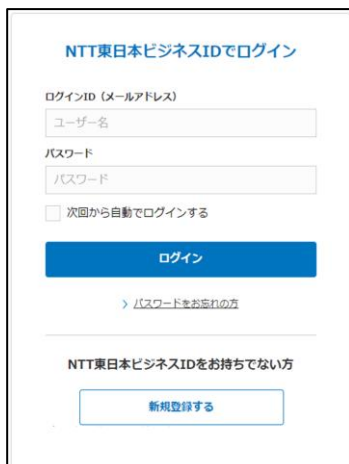 NTT東日本ビジネスIDでログイン
ログインID（メールアドレス）
ユーザー名
パスワード
パスワード
次回から自動でログインする
ログイン
> パスワードをお忘れの方
NTT東日本ビジネスIDをお持ちでない方
新規登録する